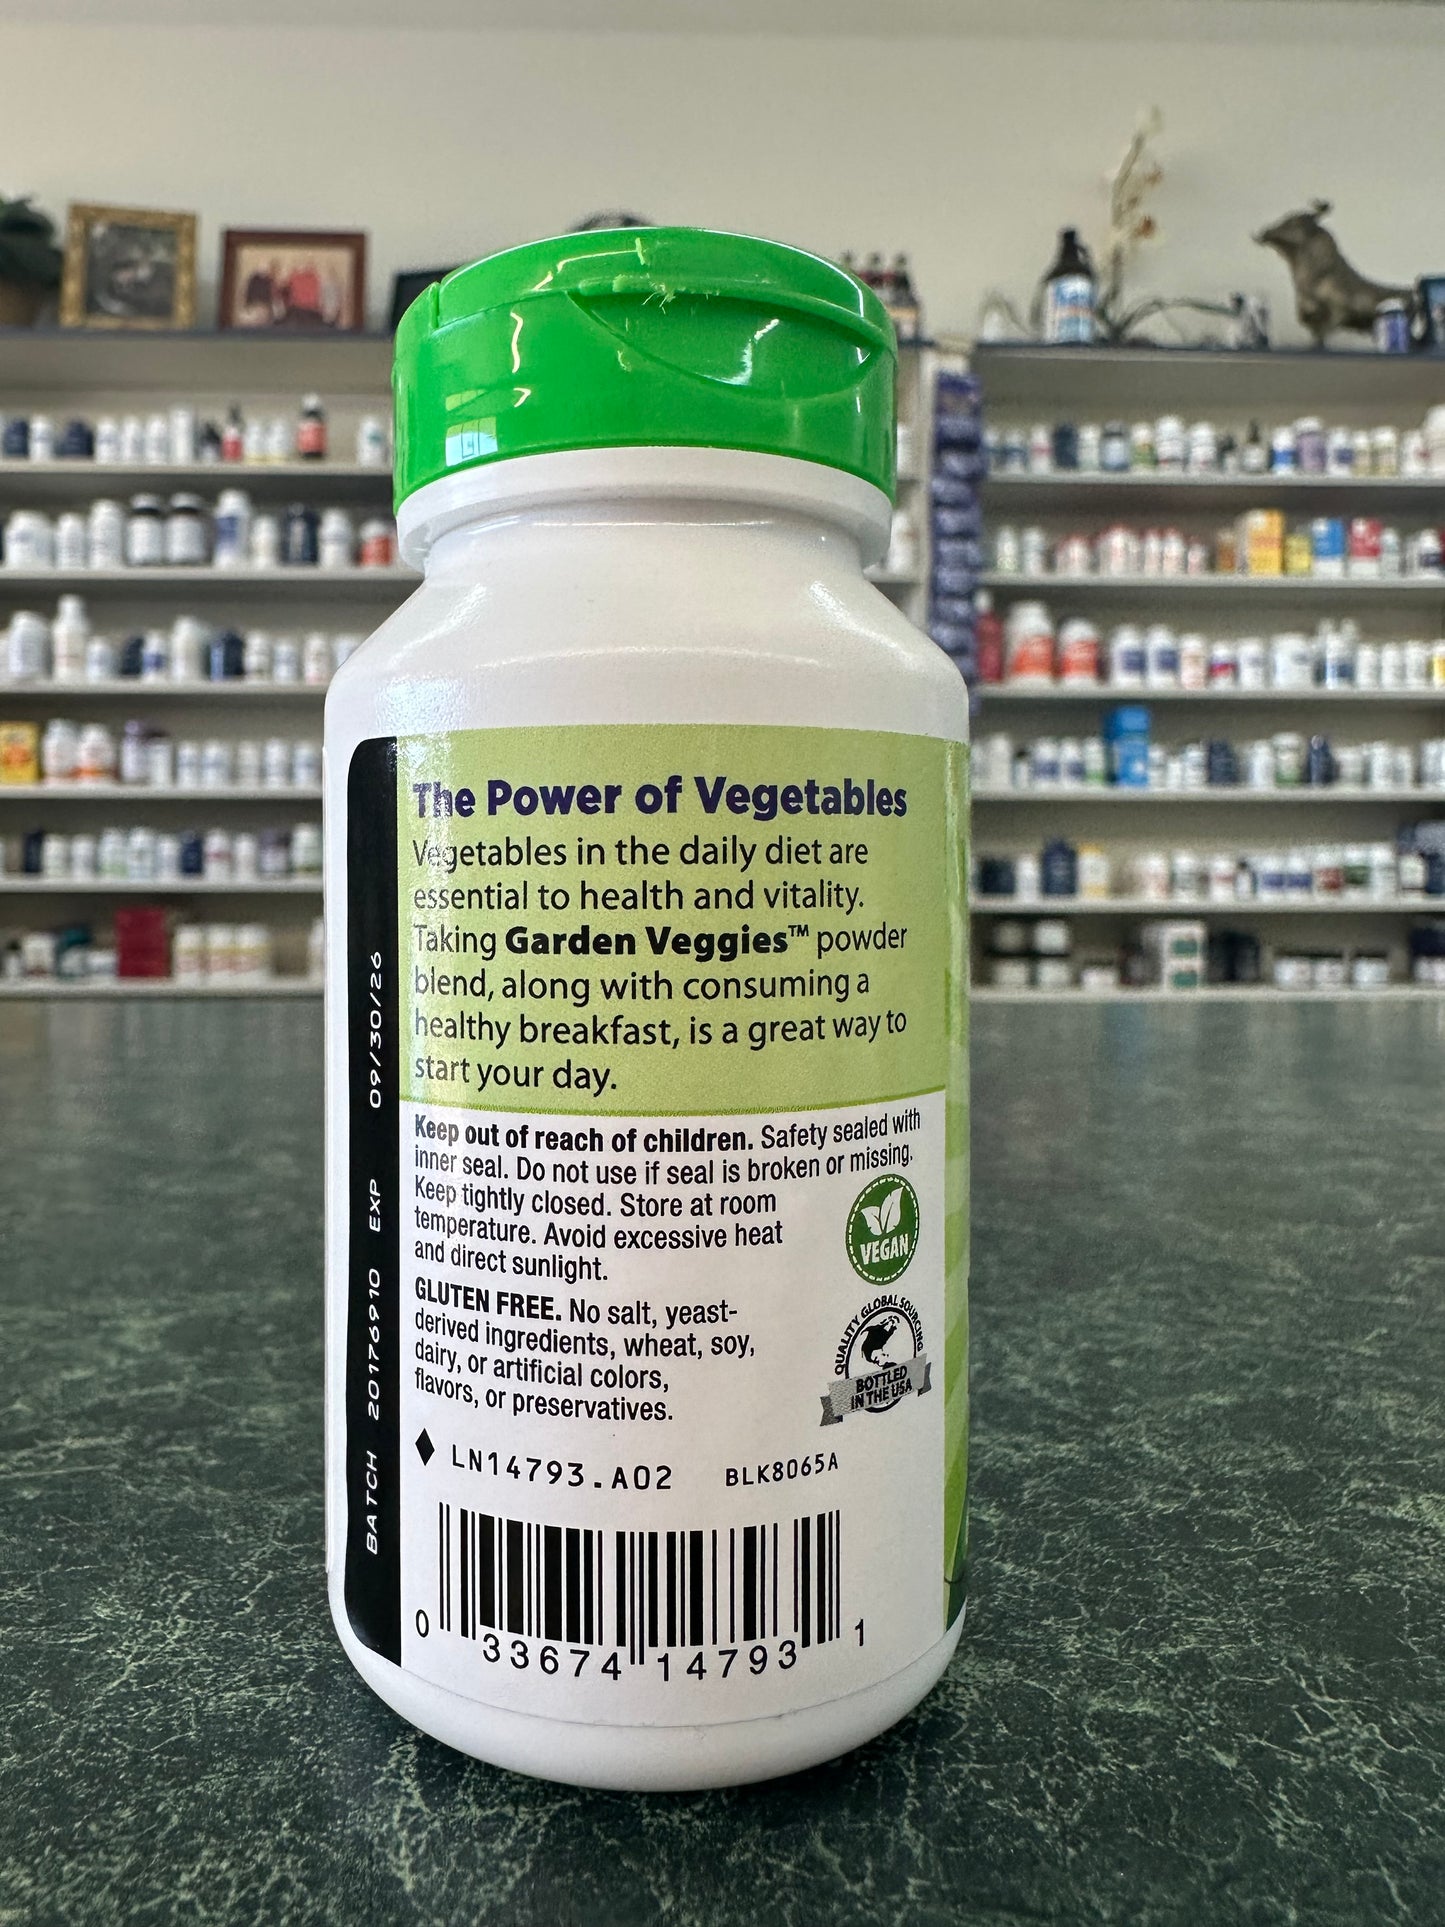 The Power of Vegetables
Vegetables in the daily diet are
essential to health and vitality.
Taking Garden Veggies™ powder
blend, along with consuming a
healthy breakfast, is a great way to
start your day.
Keep out of reach of children. Safety sealed with
inner seal. Do not use if seal is broken or missing.
Keep tightly closed. Store at room
temperature. Avoid excessive heat
and direct sunlight.
VEGAN
GLUTEN FREE. No salt, yeast-
derived ingredients, wheat, soy,
dairy, or artificial colors,
flavors, or preservatives.
QUALITY GLOBAL SOURCING
BOTTLED
IN THE USA
LN14793.A02 BLK8065A
0 33674 14793 1
BATCH 20176910 EXP 09/30/26